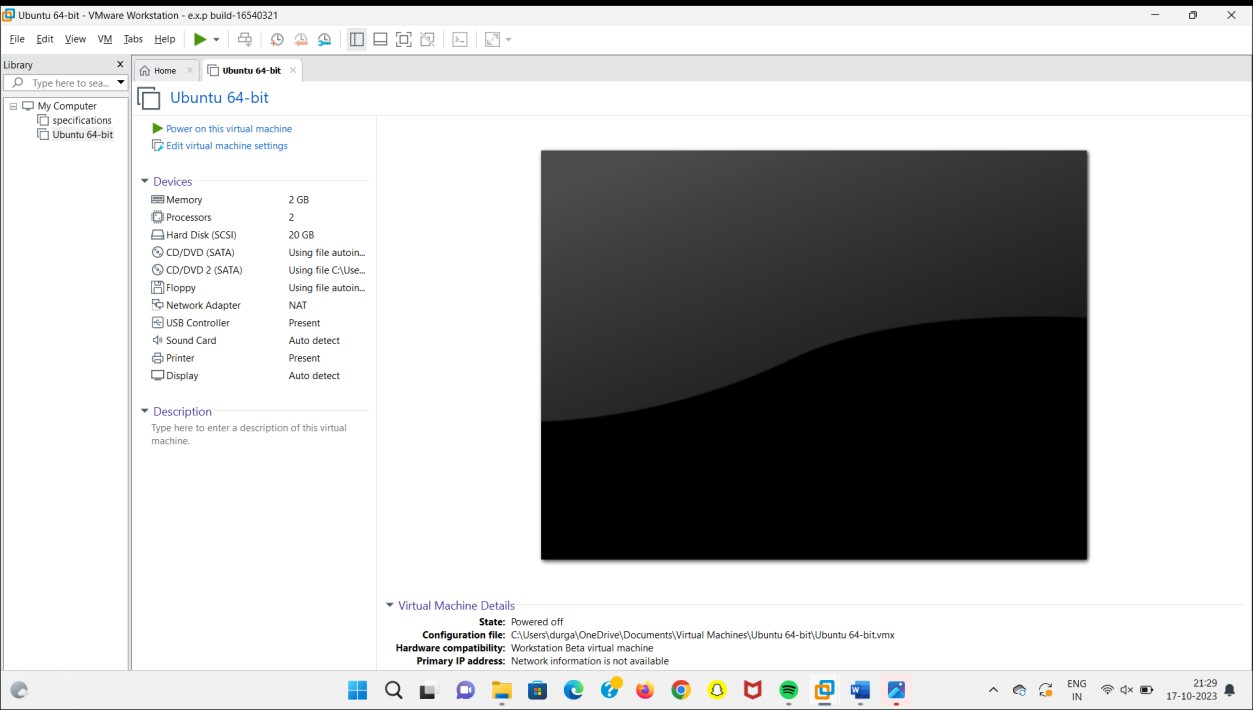 Ubuntu 64-bit - VMware Workstation - e.x.p build-16540321
File Edit View VM Tabs Help
Library x
Home × Ubuntu 64-bit ×
Type here to sea...
Ubuntu 64-bit
My Computer
specifications
Ubuntu 64-bit
Power on this virtual machine
Edit virtual machine settings
Devices
Memory 2 GB
Processors 2
Hard Disk (SCSI) 20 GB
CD/DVD (SATA) Using file autoin...
CD/DVD 2 (SATA) Using file C:\Use...
Floppy Using file autoin...
Network Adapter NAT
USB Controller Present
Sound Card Auto detect
Printer Present
Display Auto detect
Description
Type here to enter a description of this virtual
machine.
Virtual Machine Details
State: Powered off
Configuration file: C:\Users\durga\OneDrive\Documents\Virtual Machines\Ubuntu 64-bit\Ubuntu 64-bit.vmx
Hardware compatibility: Workstation Beta virtual machine
Primary IP address: Network information is not available
ENG
IN
21:29
17-10-2023